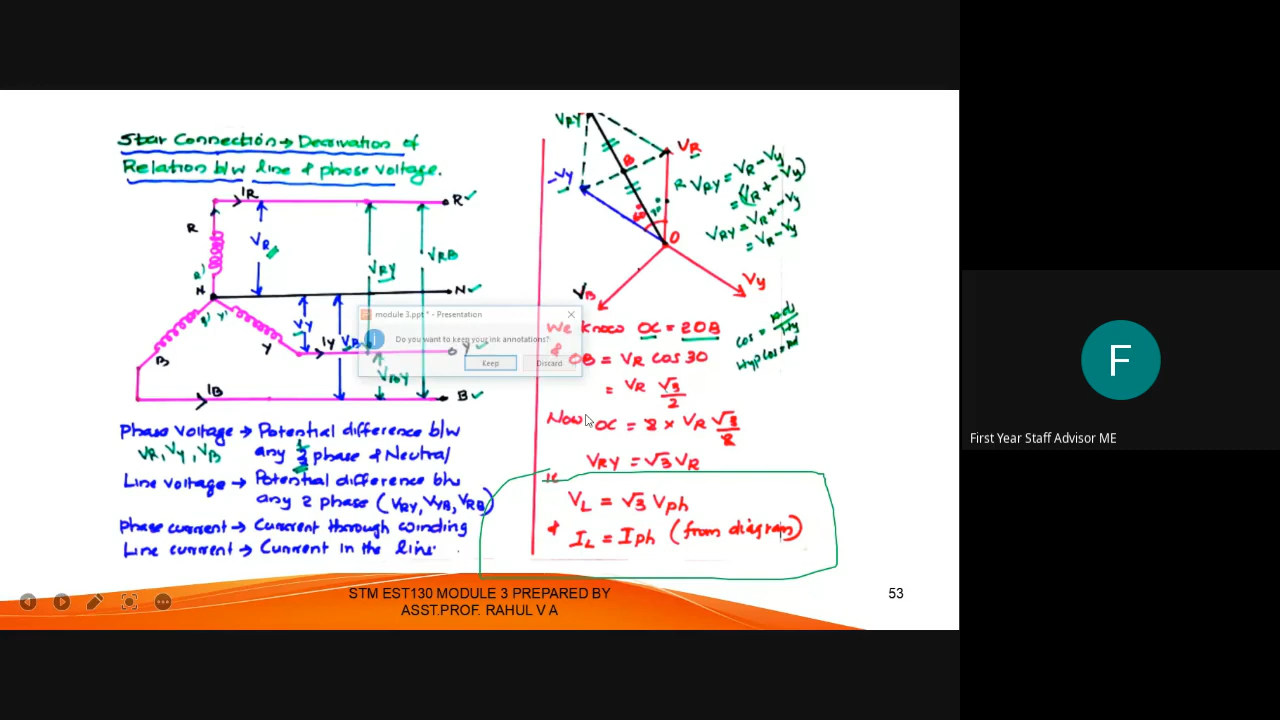 Star Connection → Derivation of
Relation b/w line & phase voltage.
IR
R
R
VR
R'
N
VRY
VRB
N
B' Y'
VY
IY
VB
Y
Y
B
VBY
IB
B
Phase Voltage → Potential difference b/w
VR, VY, VB any phase & Neutral
Line voltage → Potential difference b/w
any 2 phase (VRY, VYB, VRB)
Phase current → Current through winding
Line current → Current in the line
VRY
VR
B
-VY
R
O
VY
VB
VRY = VR - VY
= (VR + - VY)
VRY = VR + - VY
= VR - VY
We know OC = 2OB
& OB = VR cos 30
= VR √3/2
Now OC = 2 × VR √3/2
VRY = √3 VR
ie
VL = √3 Vph
& IL = Iph (from diagram)
module 3.ppt * - Presentation
Do you want to keep your ink annotations?
Keep
Discard
STM EST130 MODULE 3 PREPARED BY
ASST.PROF. RAHUL V A
53
F
First Year Staff Advisor ME